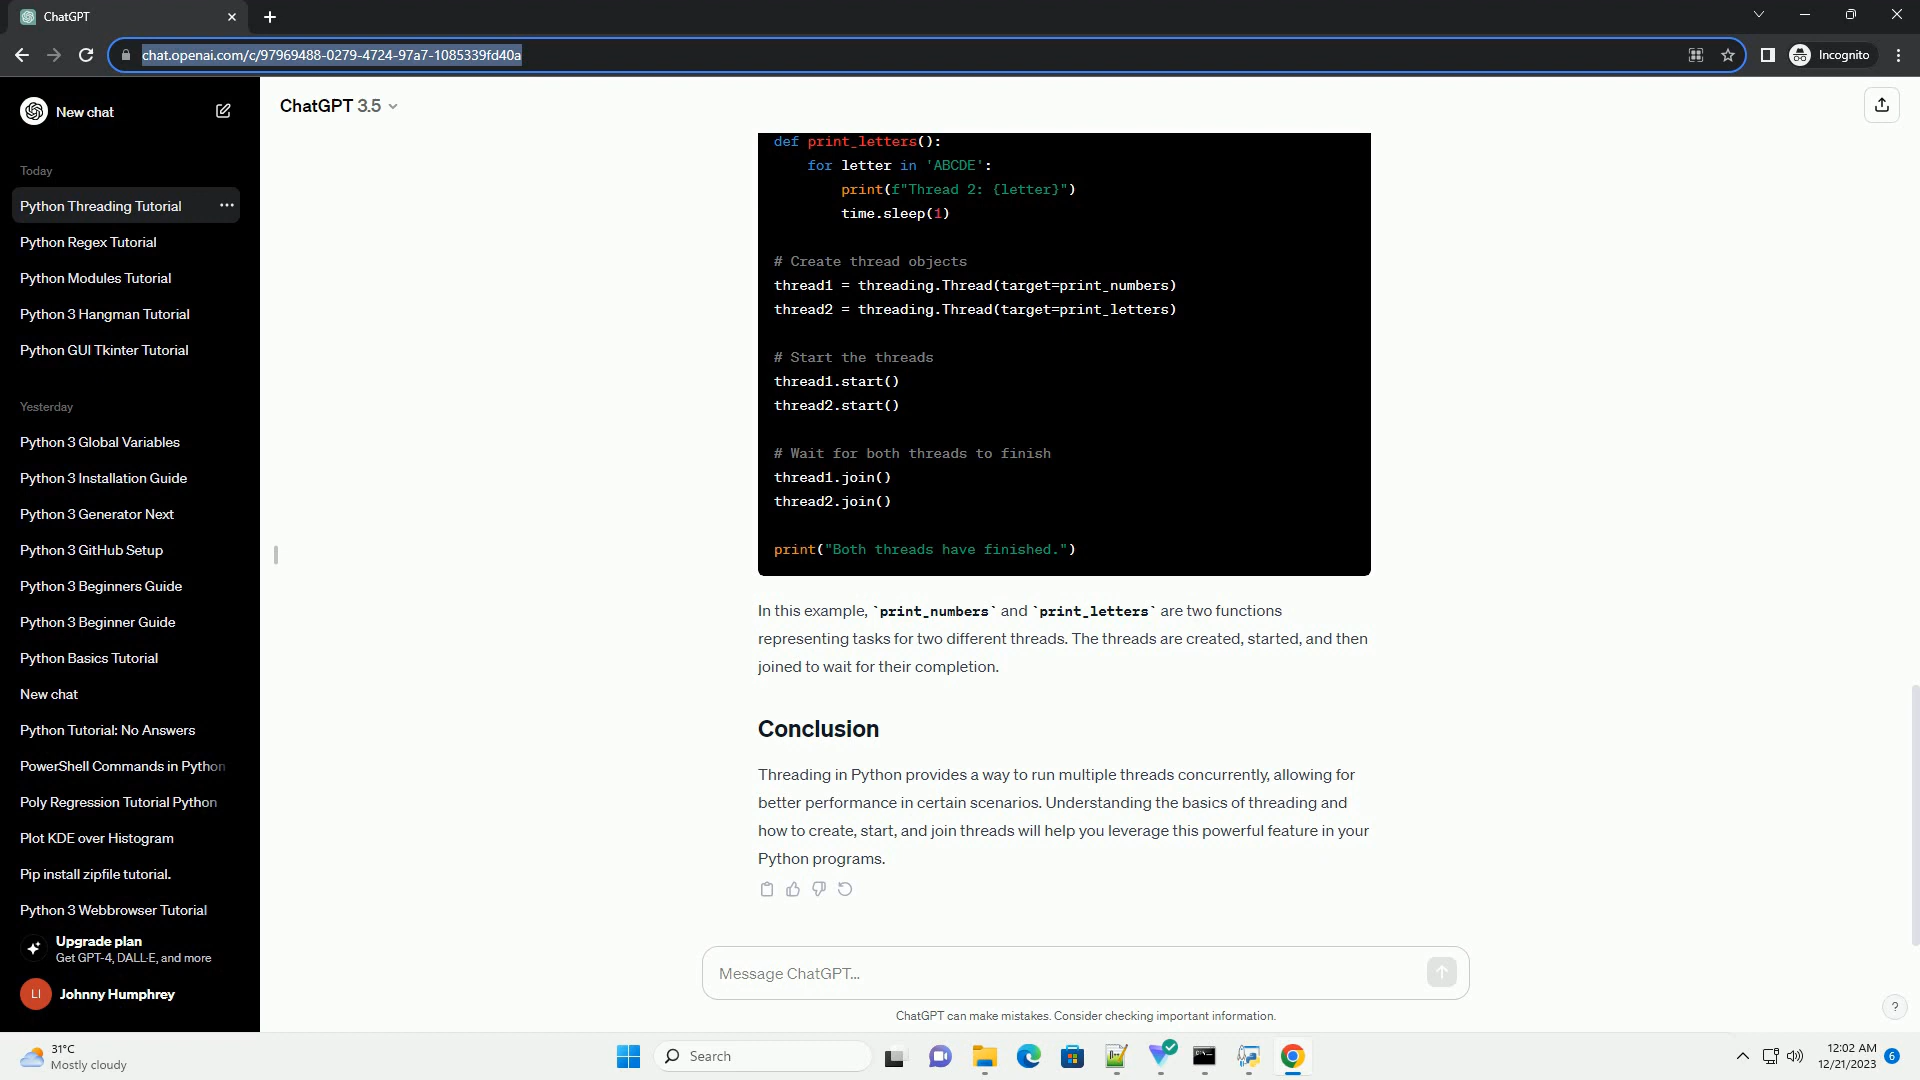 ChatGPT
chat.openai.com/c/97969488-0279-4724-97a7-1085339fd40a
Incognito
New chat
Today
Python Threading Tutorial
Python Regex Tutorial
Python Modules Tutorial
Python 3 Hangman Tutorial
Python GUI Tkinter Tutorial
Yesterday
Python 3 Global Variables
Python 3 Installation Guide
Python 3 Generator Next
Python 3 GitHub Setup
Python 3 Beginners Guide
Python 3 Beginner Guide
Python Basics Tutorial
New chat
Python Tutorial: No Answers
PowerShell Commands in Python
Poly Regression Tutorial Python
Plot KDE over Histogram
Pip install zipfile tutorial.
Python 3 Webbrowser Tutorial
Upgrade plan
Get GPT-4, DALL·E, and more
LI
Johnny Humphrey
ChatGPT 3.5
def print_letters():
    for letter in 'ABCDE':
        print(f"Thread 2: {letter}")
        time.sleep(1)
# Create thread objects
thread1 = threading.Thread(target=print_numbers)
thread2 = threading.Thread(target=print_letters)
# Start the threads
thread1.start()
thread2.start()
# Wait for both threads to finish
thread1.join()
thread2.join()
print("Both threads have finished.")
In this example, `print_numbers` and `print_letters` are two functions
representing tasks for two different threads. The threads are created, started, and then
joined to wait for their completion.
Conclusion
Threading in Python provides a way to run multiple threads concurrently, allowing for
better performance in certain scenarios. Understanding the basics of threading and
how to create, start, and join threads will help you leverage this powerful feature in your
Python programs.
Message ChatGPT...
ChatGPT can make mistakes. Consider checking important information.
?
31°C
Mostly cloudy
Search
12:02 AM
12/21/2023
6